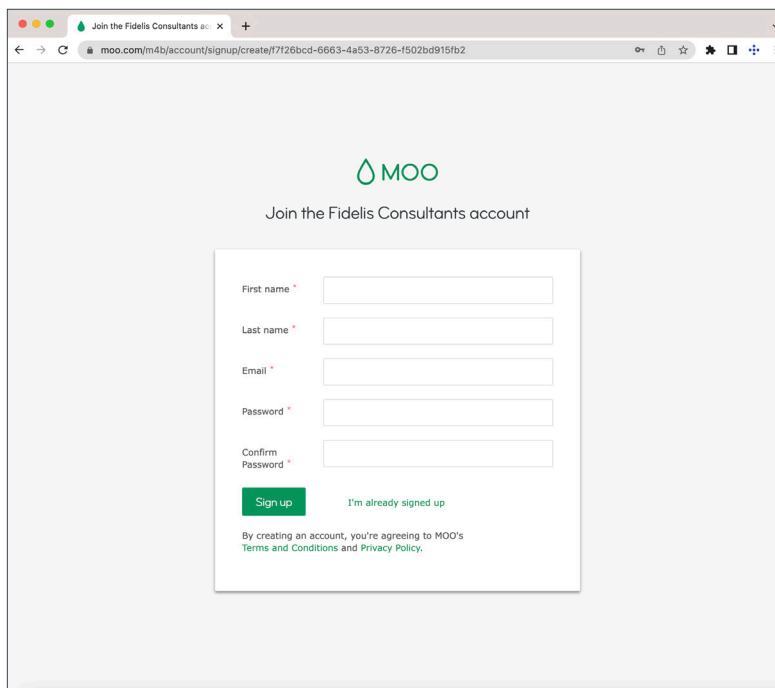 Join the Fidelis Consultants ac
moo.com/m4b/account/signup/create/f7f26bcd-6663-4a53-8726-f502bd915fb2
MOO
Join the Fidelis Consultants account
First name *
Last name *
Email *
Password *
Confirm
Password *
Sign up I'm already signed up
By creating an account, you're agreeing to MOO's
Terms and Conditions and Privacy Policy.